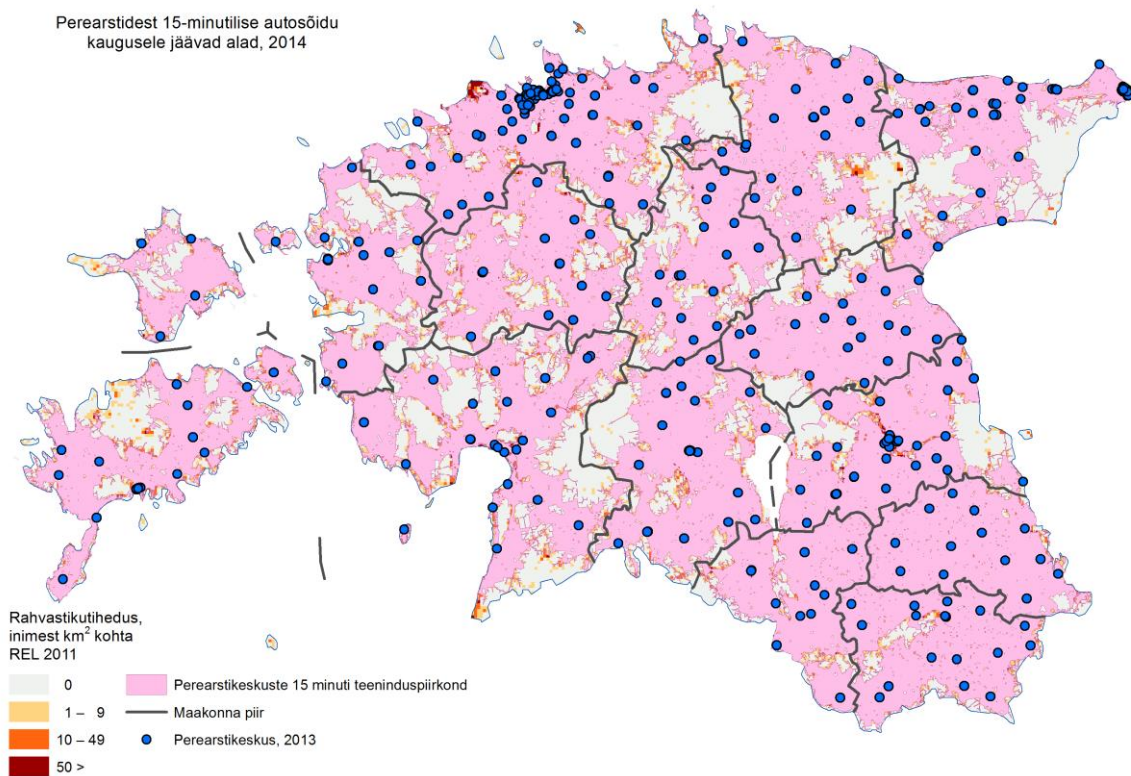 Perearstidest 15-minutilise autosõidu
kaugusele jäävad alad, 2014
Rahvastikutihedus,
inimest km² kohta
REL 2011
0
1 – 9
10 – 49
50 >
Perearstikeskuste 15 minuti teeninduspiirkond
Maakonna piir
Perearstikeskus, 2013